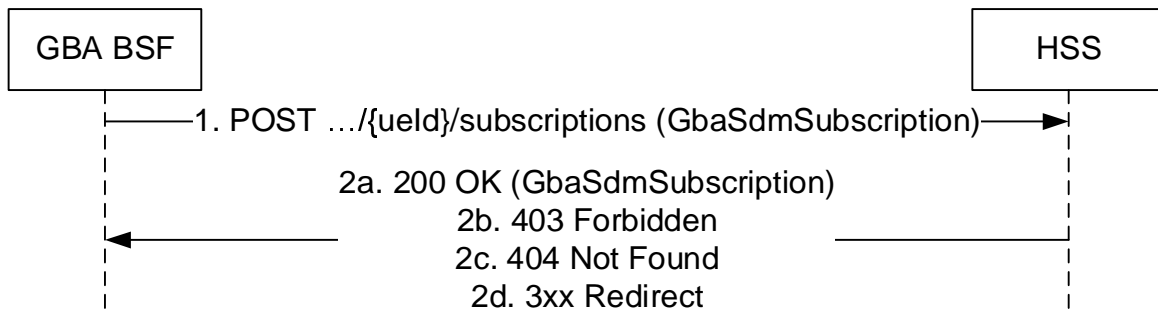 GBA BSF
HSS
1. POST …/{ueId}/subscriptions (GbaSdmSubscription)
2a. 200 OK (GbaSdmSubscription)
2b. 403 Forbidden
2c. 404 Not Found
2d. 3xx Redirect